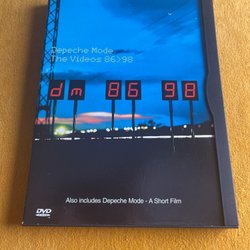 Depeche Mode
The Videos 86>98
dm 86 98
Also includes Depeche Mode - A Short Film
DVD